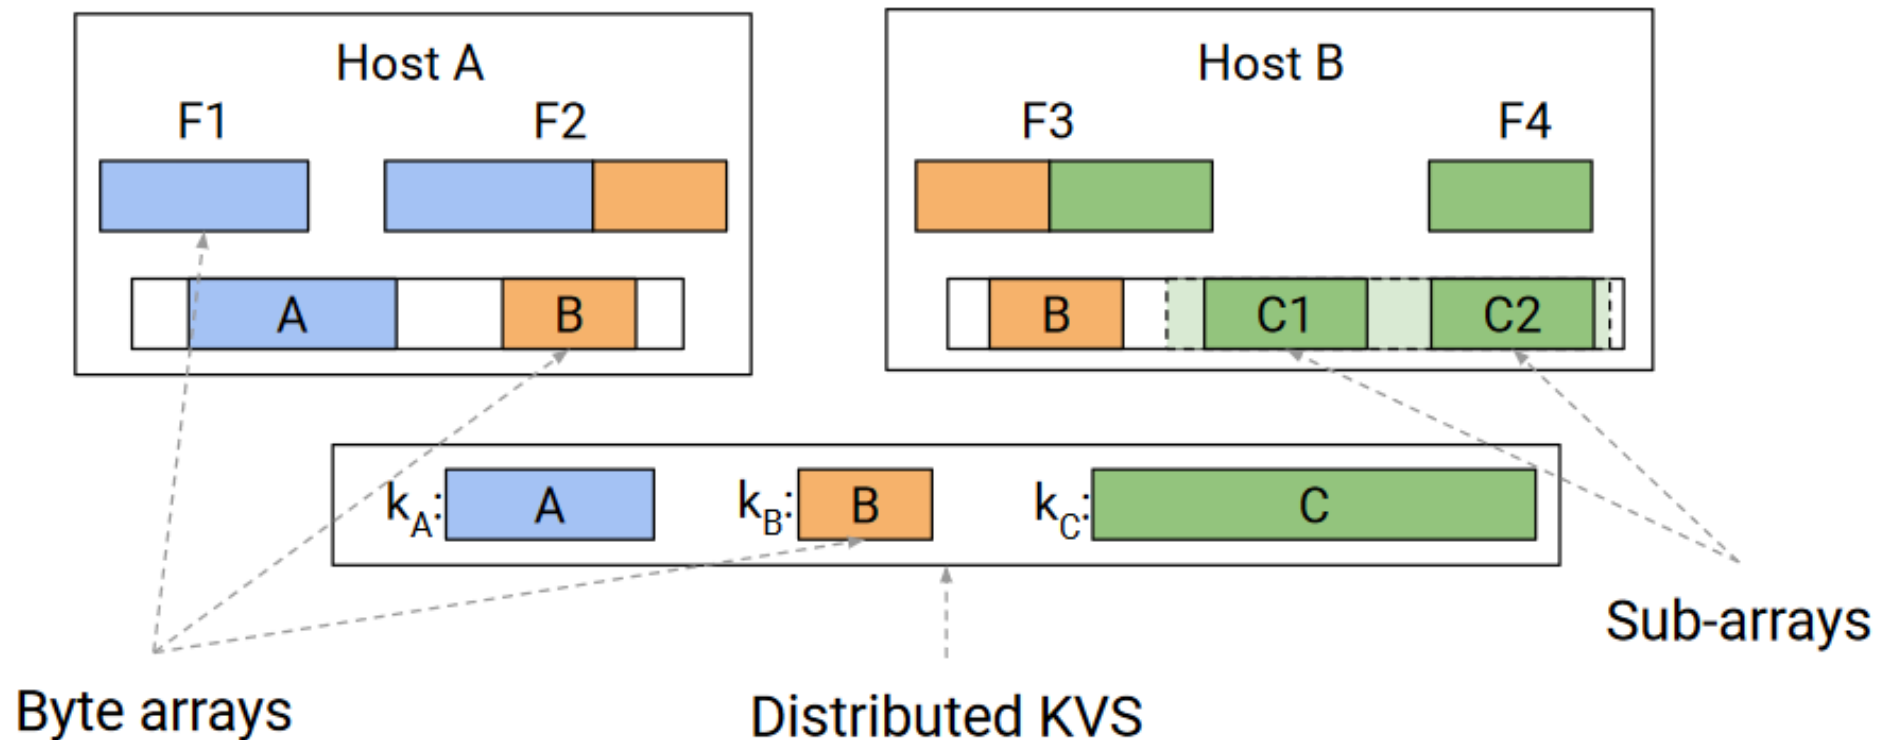 Host A
F1 F2
A B
Host B
F3 F4
B C1 C2
kA: A kB: B kC: C
Byte arrays
Distributed KVS
Sub-arrays